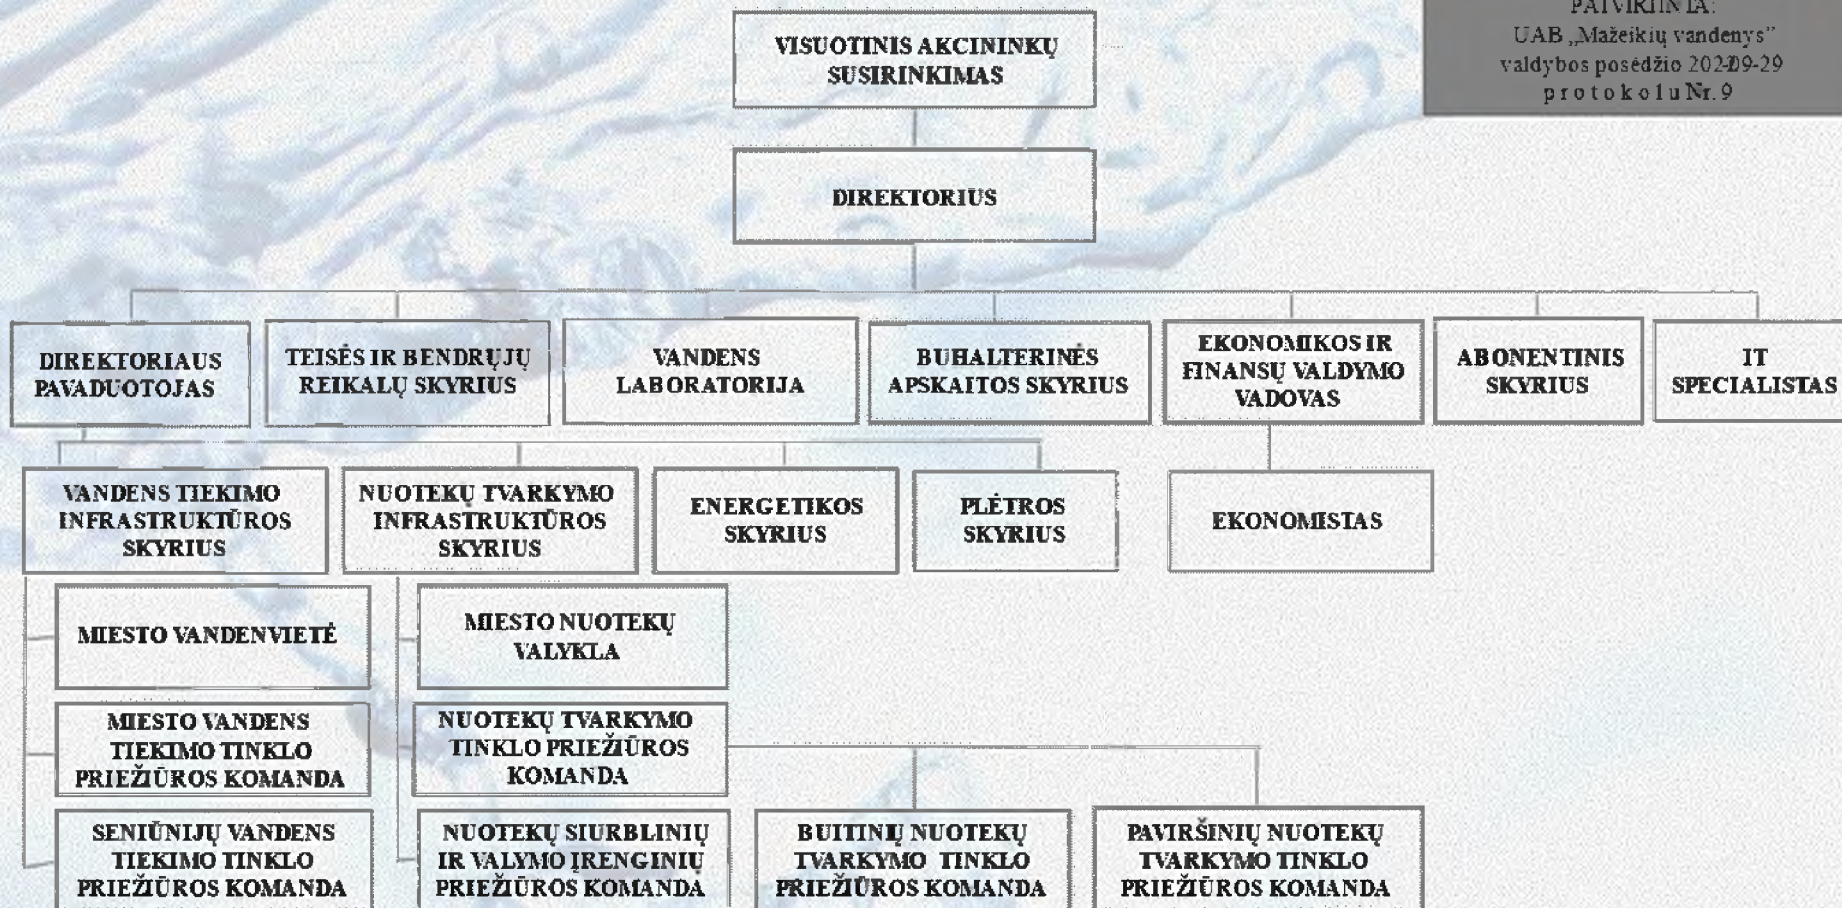 PATVIRTINTA:
UAB „Mažeikių vandenys”
valdybos posėdžio
protokolu Nr. 9
VISUOTINIS AKCININKŲ
SUSIRINKIMAS
DIREKTORIUS
DIREKTORIAUS
PAVADUOTOJAS
TEISĖS IR BENDRŲJŲ
REIKALŲ SKYRIUS
VANDENS
LABORATORIJA
BUHALTERINĖS
APSKAITOS SKYRIUS
EKONOMIKOS IR
FINANSŲ VALDYMO
VADOVAS
ABONENTINIS
SKYRIUS
IT
SPECIALISTAS
VANDENS TIEKIMO
INFRASTRUKTŪROS
SKYRIUS
NUOTEKŲ TVARKYMO
INFRASTRUKTŪROS
SKYRIUS
ENERGETIKOS
SKYRIUS
PLĖTROS
SKYRIUS
EKONOMISTAS
MIESTO VANDENVIETĖ
MIESTO NUOTEKŲ
VALYKLA
MIESTO VANDENS
TIEKIMO TINKLO
PRIEŽIŪROS KOMANDA
NUOTEKŲ TVARKYMO
TINKLO PRIEŽIŪROS
KOMANDA
SENIŪNIJŲ VANDENS
TIEKIMO TINKLO
PRIEŽIŪROS KOMANDA
NUOTEKŲ SIURBLINIŲ
IR VALYMO ĮRENGINIŲ
PRIEŽIŪROS KOMANDA
BUITINIŲ NUOTEKŲ
TVARKYMO TINKLO
PRIEŽIŪROS KOMANDA
PAVIRŠINIŲ NUOTEKŲ
TVARKYMO TINKLO
PRIEŽIŪROS KOMANDA